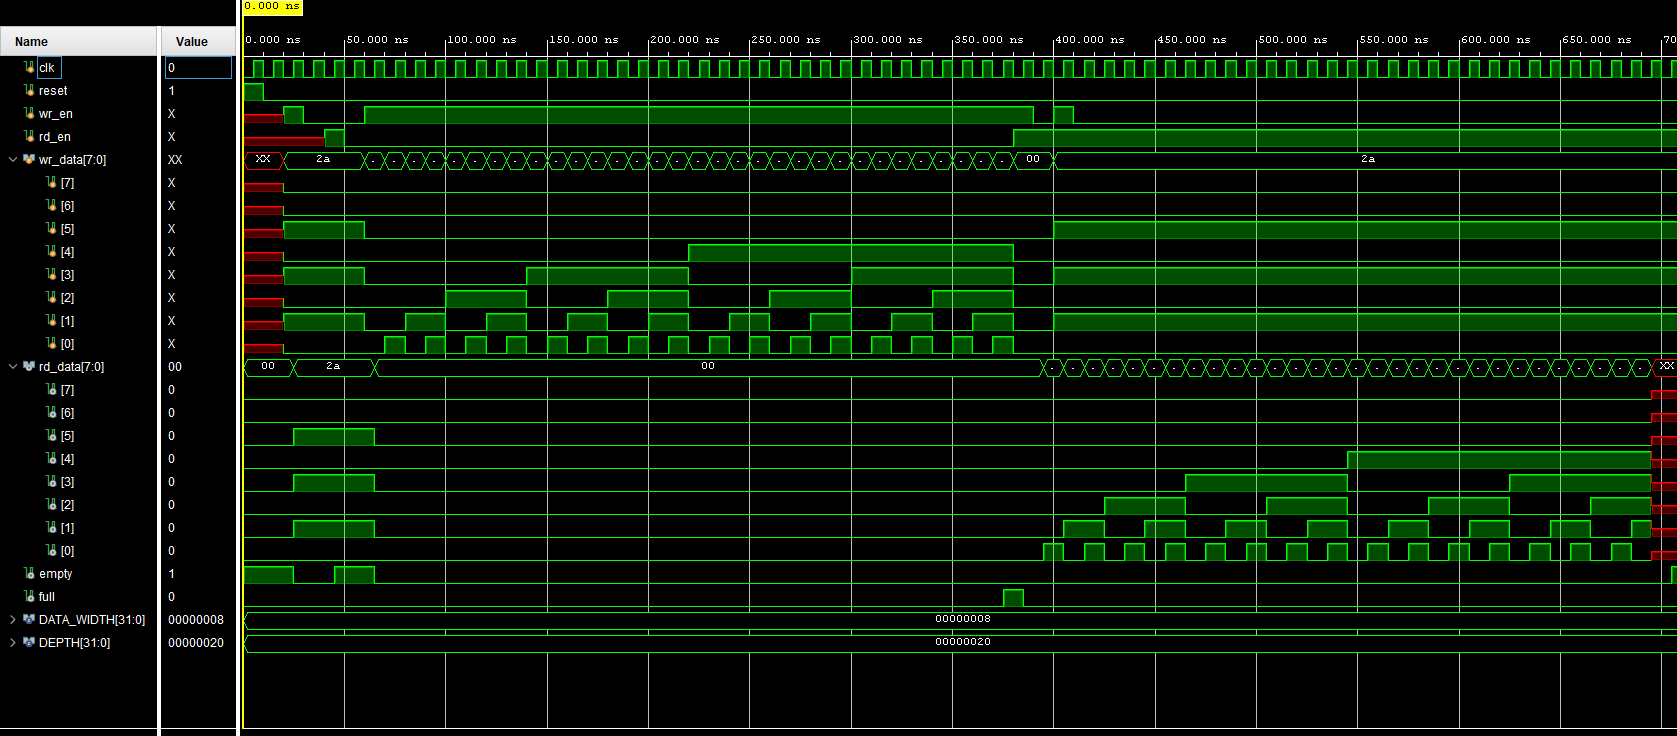 0.000 ns
Name Value
0.000 ns 50.000 ns 100.000 ns 150.000 ns 200.000 ns 250.000 ns 300.000 ns 350.000 ns 400.000 ns 450.000 ns 500.000 ns 550.000 ns 600.000 ns 650.000 ns 70
clk 0
reset 1
wr_en X
rd_en X
wr_data[7:0] XX XX 2a 00 2a
[7] X
[6] X
[5] X
[4] X
[3] X
[2] X
[1] X
[0] X
rd_data[7:0] 00 00 2a 00 XX
[7] 0
[6] 0
[5] 0
[4] 0
[3] 0
[2] 0
[1] 0
[0] 0
empty 1
full 0
DATA_WIDTH[31:0] 00000008 00000008
DEPTH[31:0] 00000020 00000020